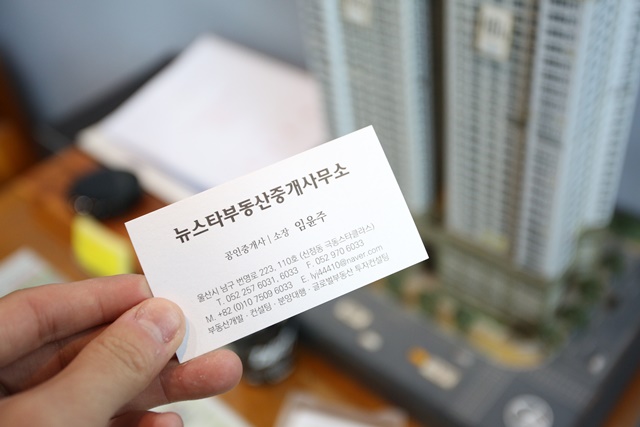 뉴스타부동산중개사무소
공인중개사 | 소장 임윤주
울산시 남구 번영로 223, 110호 (신정동 극동스타클래스)
T. 052 257 6031, 6033 F. 052 970 6033
M. +82 (0)10 7509 6033 E. lyj44410@naver.com
부동산개발 · 컨설팅 · 분양대행 · 글로벌부동산 투자컨설팅